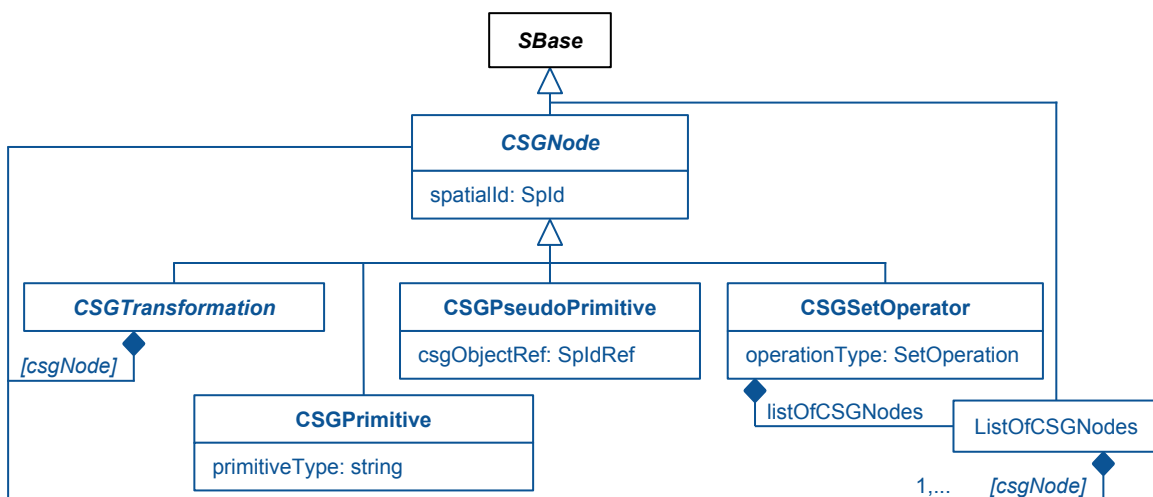 SBase
CSGNode
spatialId: SpId
CSGTransformation
CSGPseudoPrimitive
CSGSetOperator
csgObjectRef: SpIdRef
operationType: SetOperation
[csgNode]
CSGPrimitive
listOfCSGNodes
ListOfCSGNodes
primitiveType: string
1,... [csgNode]